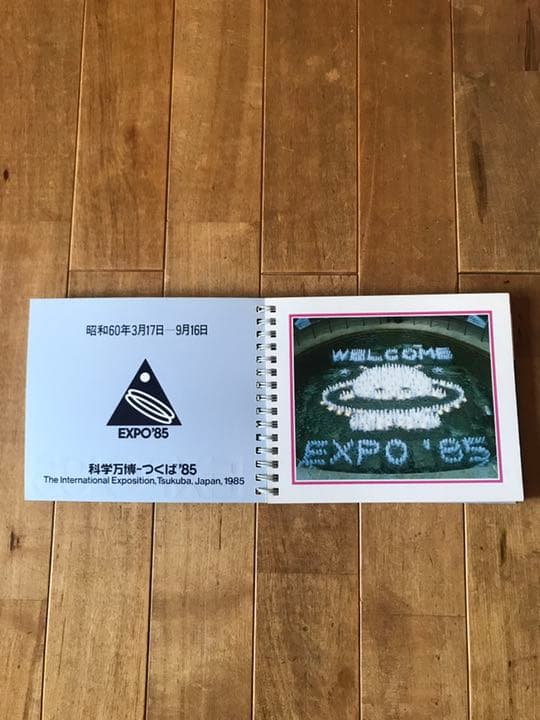 昭和60年3月17日—9月16日
EXPO'85
科学万博-つくば'85
The International Exposition, Tsukuba, Japan, 1985
WELCOME
EXPO '85